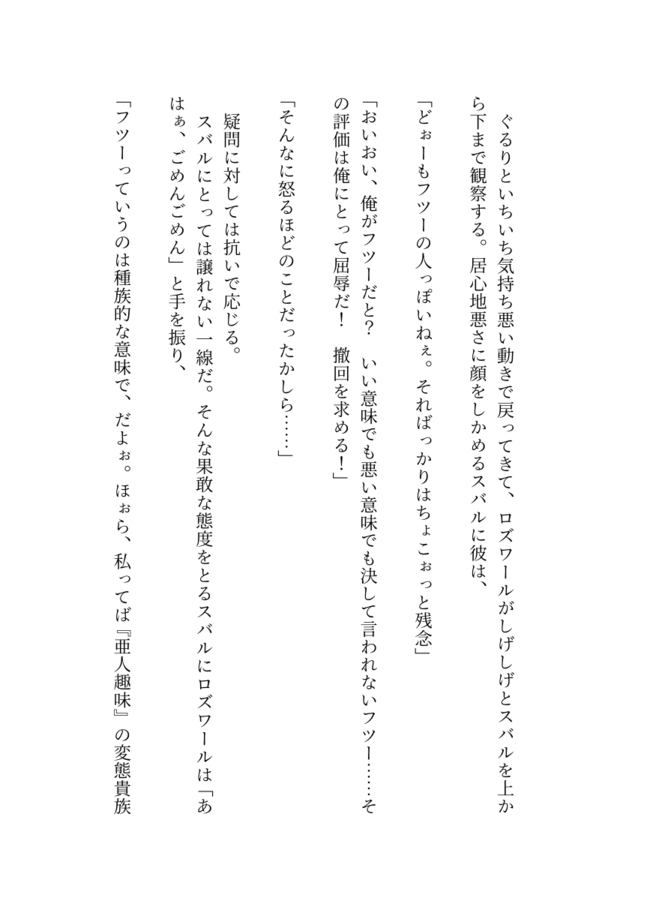 ぐるりといちいち気持ち悪い動きで戻ってきて、ロズワールがしげしげとスバルを上か
ら下まで観察する。居心地悪さに顔をしかめるスバルに彼は、
「どぉーもフツーの人っぽいねぇ。そればっかりはちょこぉっと残念」
「おいおい、俺がフツーだと？　いい意味でも悪い意味でも決して言われないフツー……そ
の評価は俺にとって屈辱だ！　撤回を求める！」
「そんなに怒るほどのことだったかしら……」
疑問に対しては抗いで応じる。
スバルにとっては譲れない一線だ。そんな果敢な態度をとるスバルにロズワールは「あ
はぁ、ごめんごめん」と手を振り、
「フツーっていうのは種族的な意味で、だよぉ。ほぉら、私ってば『亜人趣味』の変態貴族